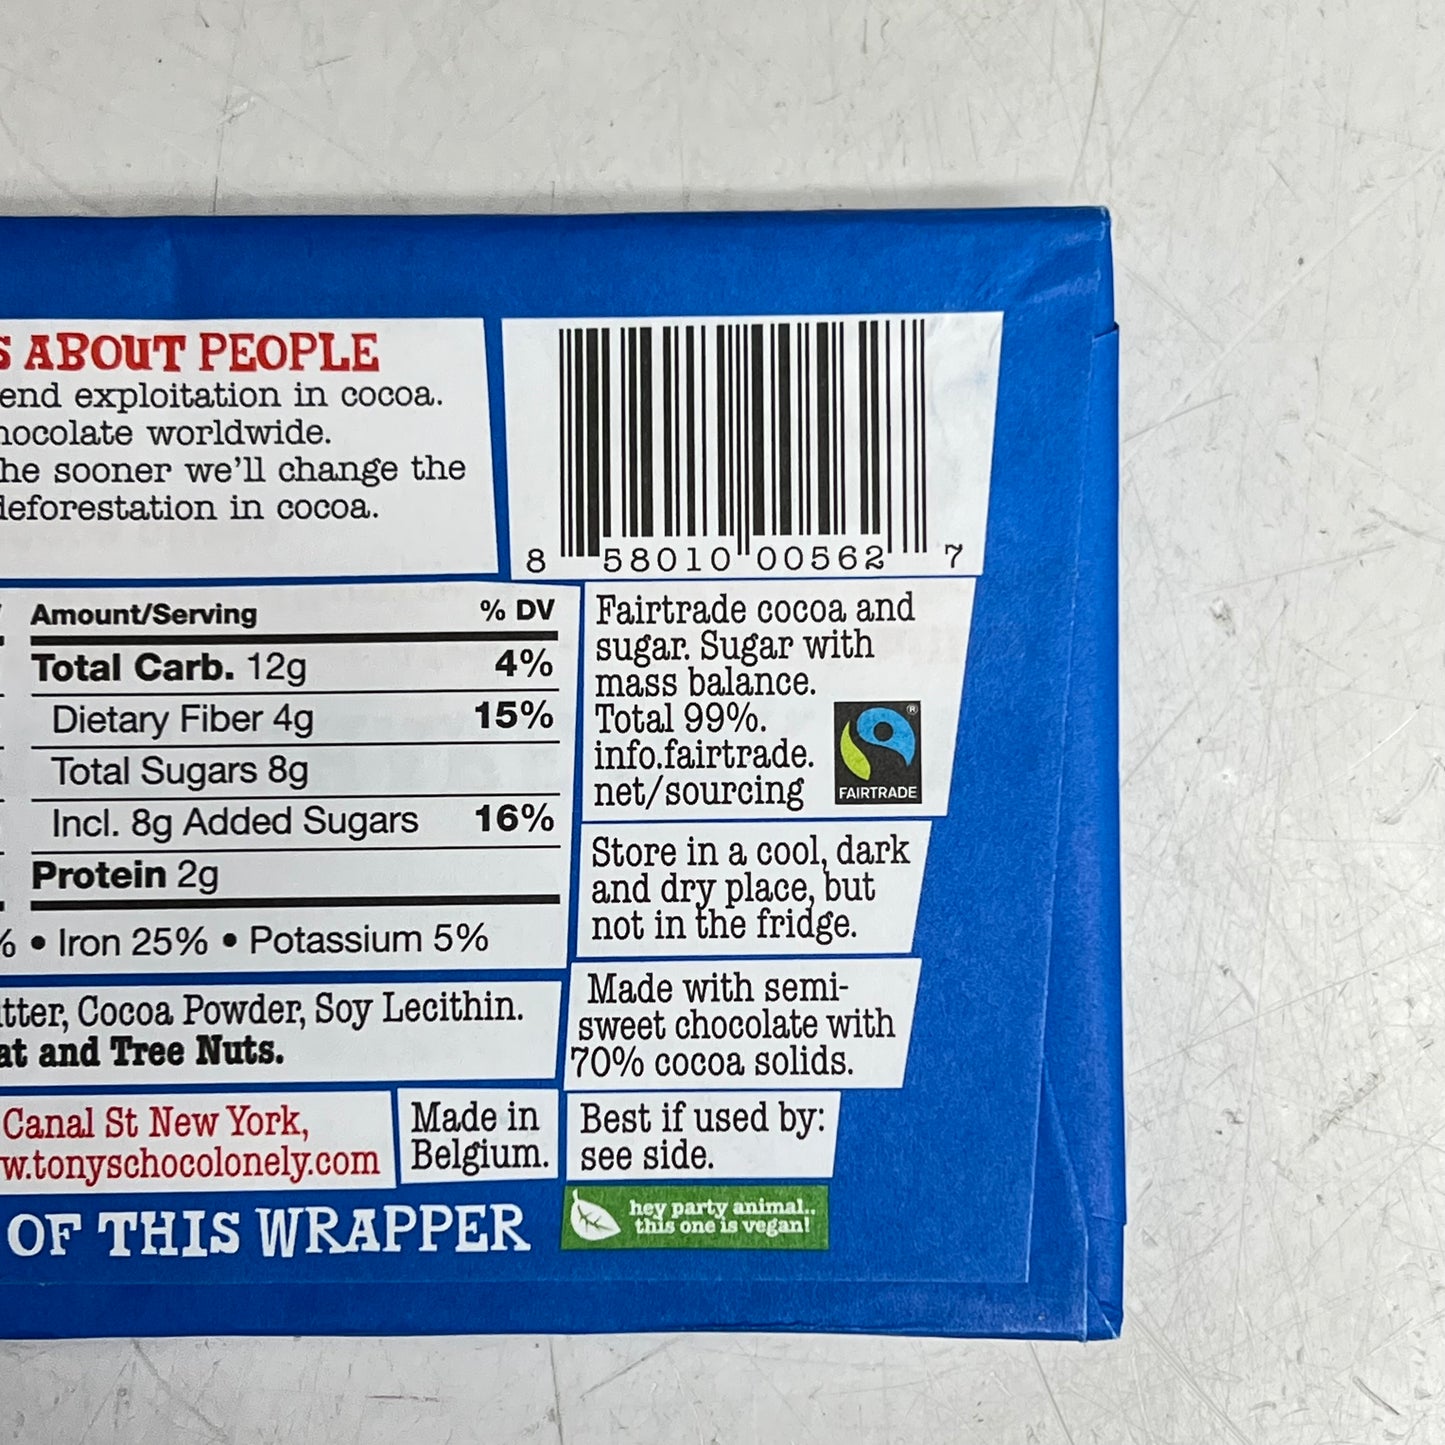 ABOUT PEOPLE
end exploitation in cocoa.
worldwide.
sooner we'll change the
in cocoa.
8 58010 00562 7
Amount/Serving % DV
Total Carb. 12g 4%
Dietary Fiber 4g 15%
Total Sugars 8g
Incl. 8g Added Sugars 16%
Protein 2g
% • Iron 25% • Potassium 5%
Cocoa Powder, Soy Lecithin.
and Tree Nuts.
Canal St New York,
w.tonyschocolonely.com
Made in
Belgium.
OF THIS WRAPPER
Fairtrade cocoa and
sugar. Sugar with
mass balance.
Total 99%.
info.fairtrade.
net/sourcing
®
FAIRTRADE
Store in a cool, dark
and dry place, but
not in the fridge.
Made with semi-
sweet chocolate with
70% cocoa solids.
Best if used by:
see side.
hey party animal..
this one is vegan!